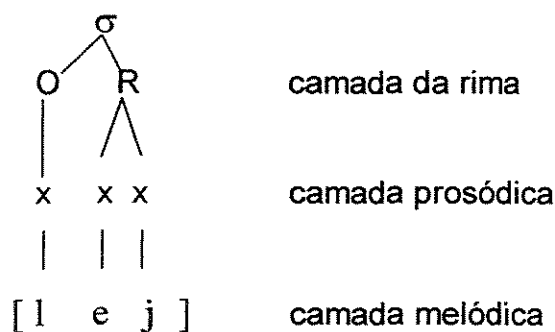 σ
O R camada da rima
x x x camada prosódica
[ l e j ] camada melódica